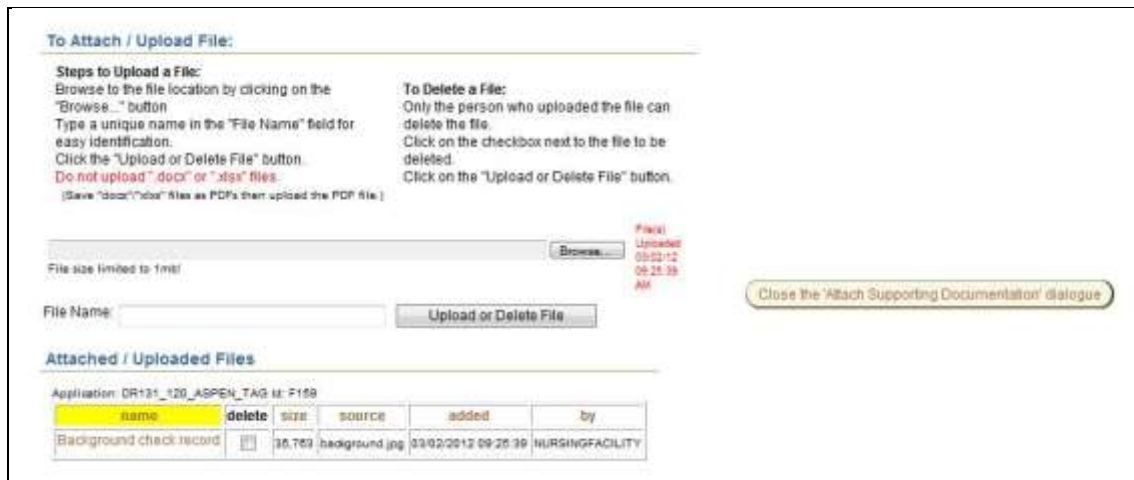 To Attach / Upload File:
Steps to Upload a File:
Browse to the file location by clicking on the
"Browse..." button
Type a unique name in the "File Name" field for
easy identification.
Click the "Upload or Delete File" button.
Do not upload ".docx" or ".xlsx" files.
(Save "docx"/"xlsx" files as PDFs then upload the PDF file.)
To Delete a File:
Only the person who uploaded the file can
delete the file.
Click on the checkbox next to the file to be
deleted.
Click on the "Upload or Delete File" button.
Browse...
File(s)
Uploaded
03/02/12
09:25:39
AM
File size limited to 1mb!
Close the 'Attach Supporting Documentation' dialogue
File Name:
Upload or Delete File
Attached / Uploaded Files
Application: DR131_120_ASPEN_TAG Id: F159
name delete size source added by
Background check record 36,763 background.jpg 03/02/2012 09:25:39 NURSINGFACILITY